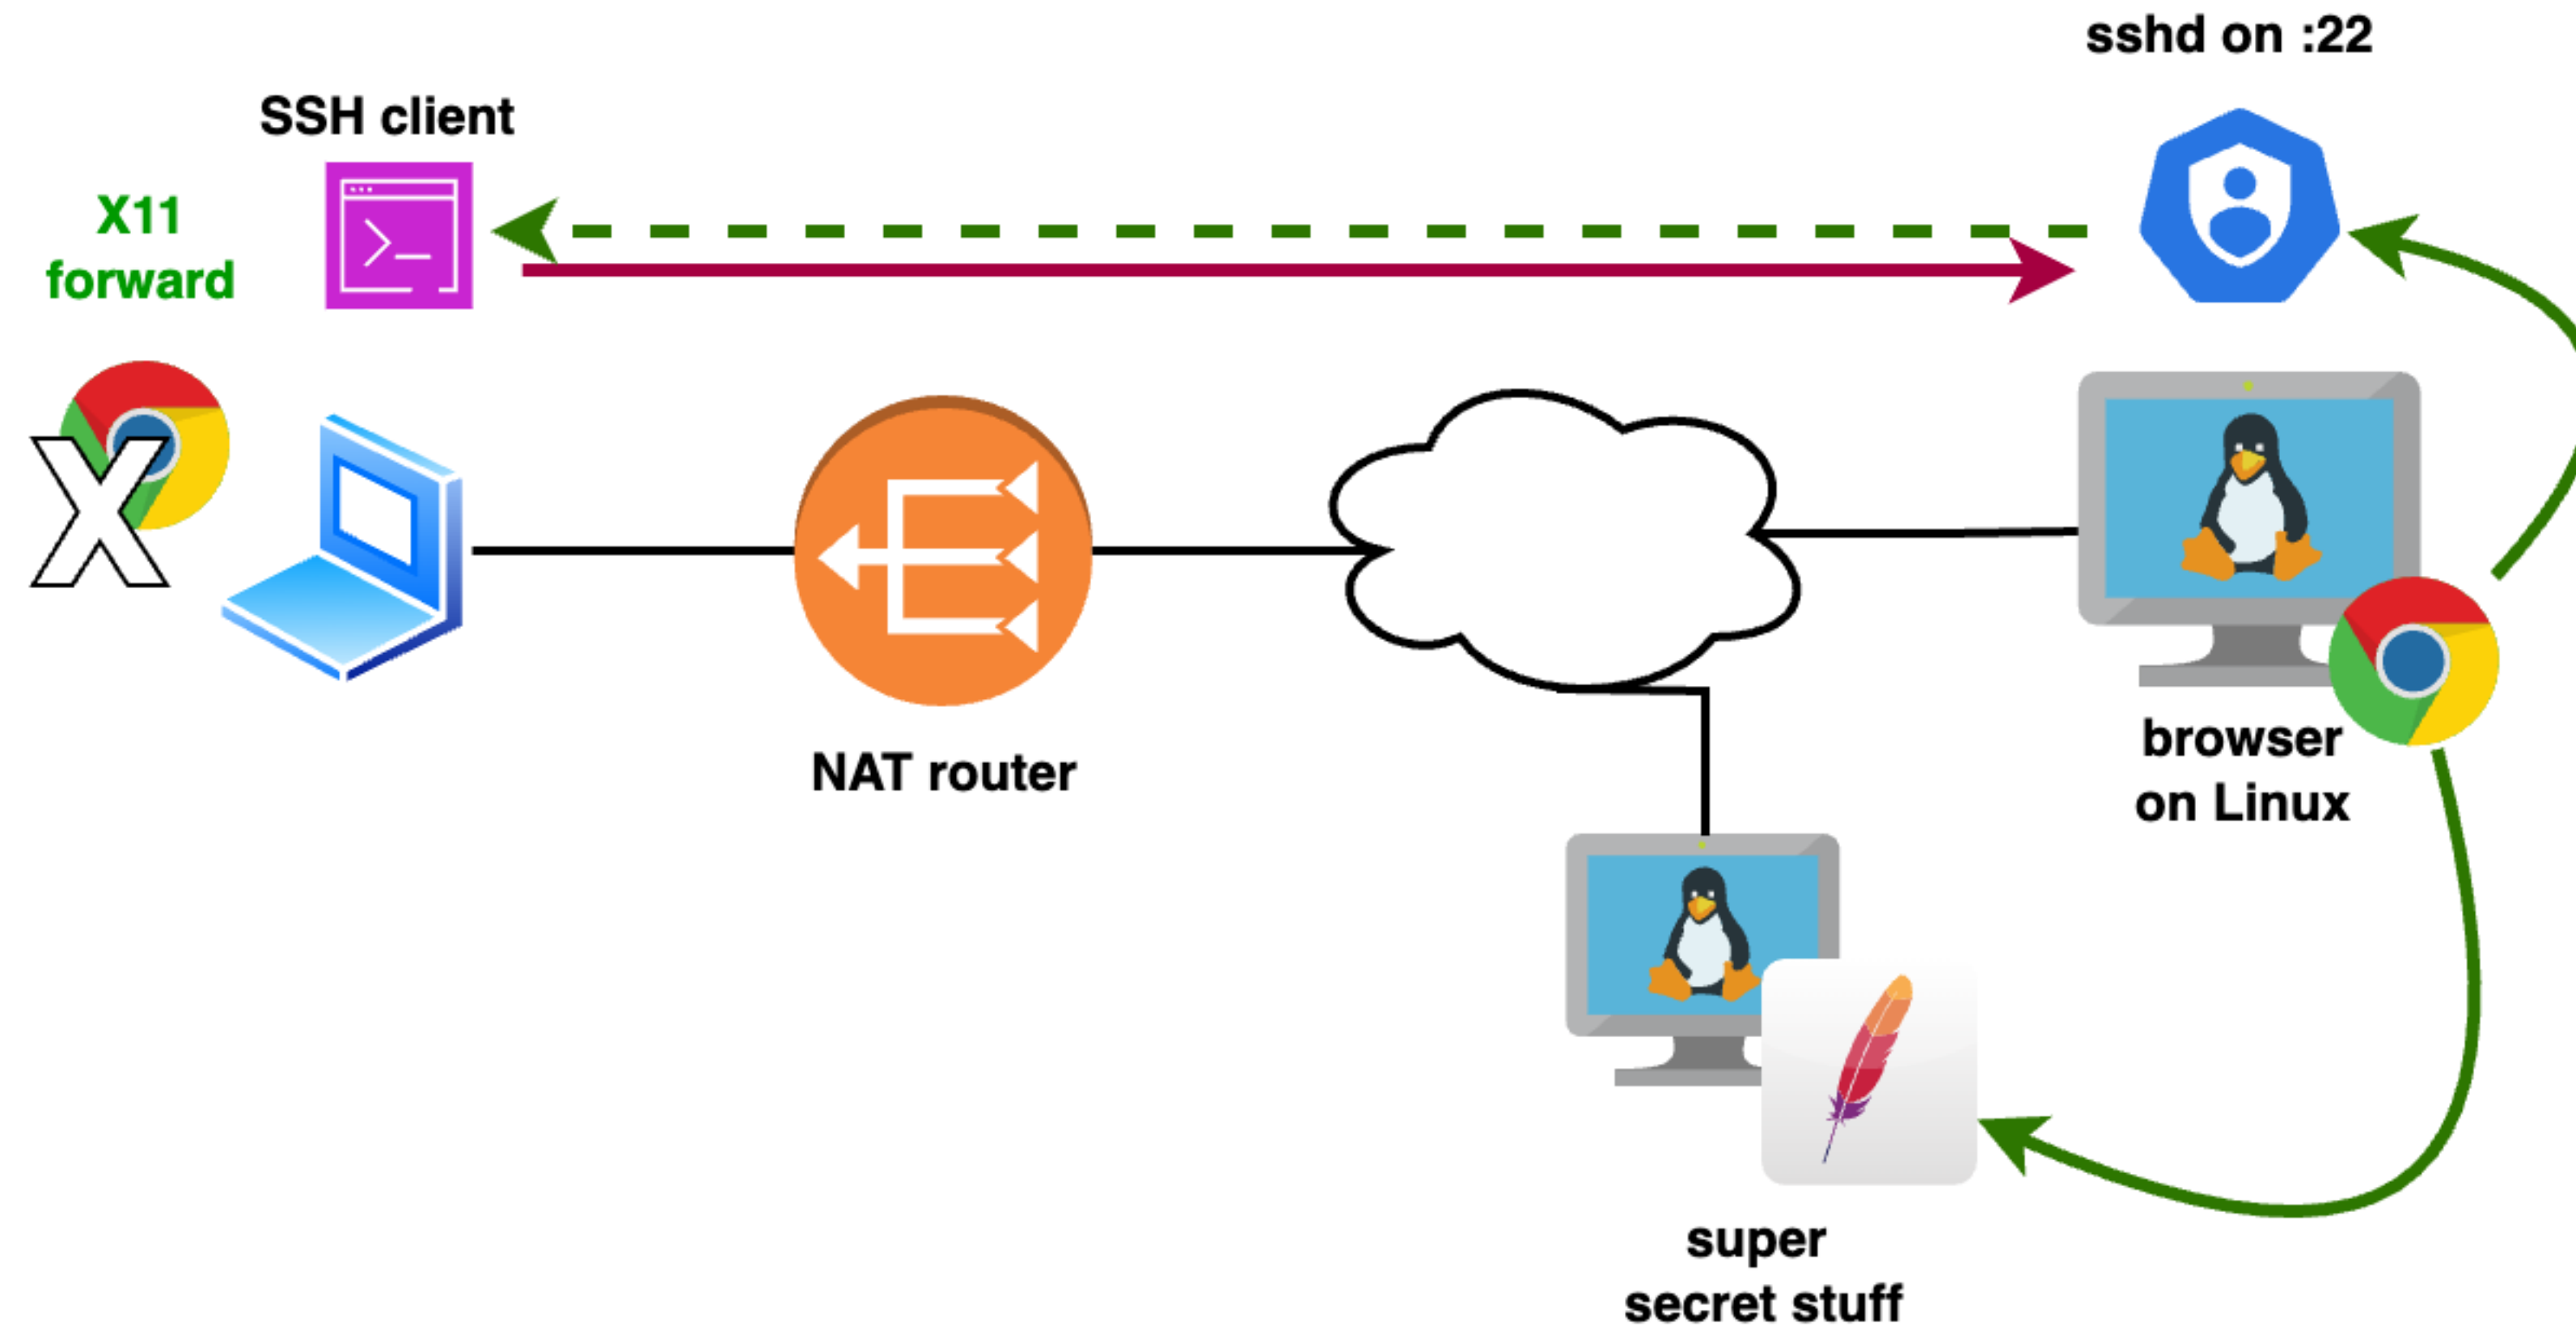 sshd on :22
SSH client
X11
forward
X
NAT router
browser
on Linux
super
secret stuff